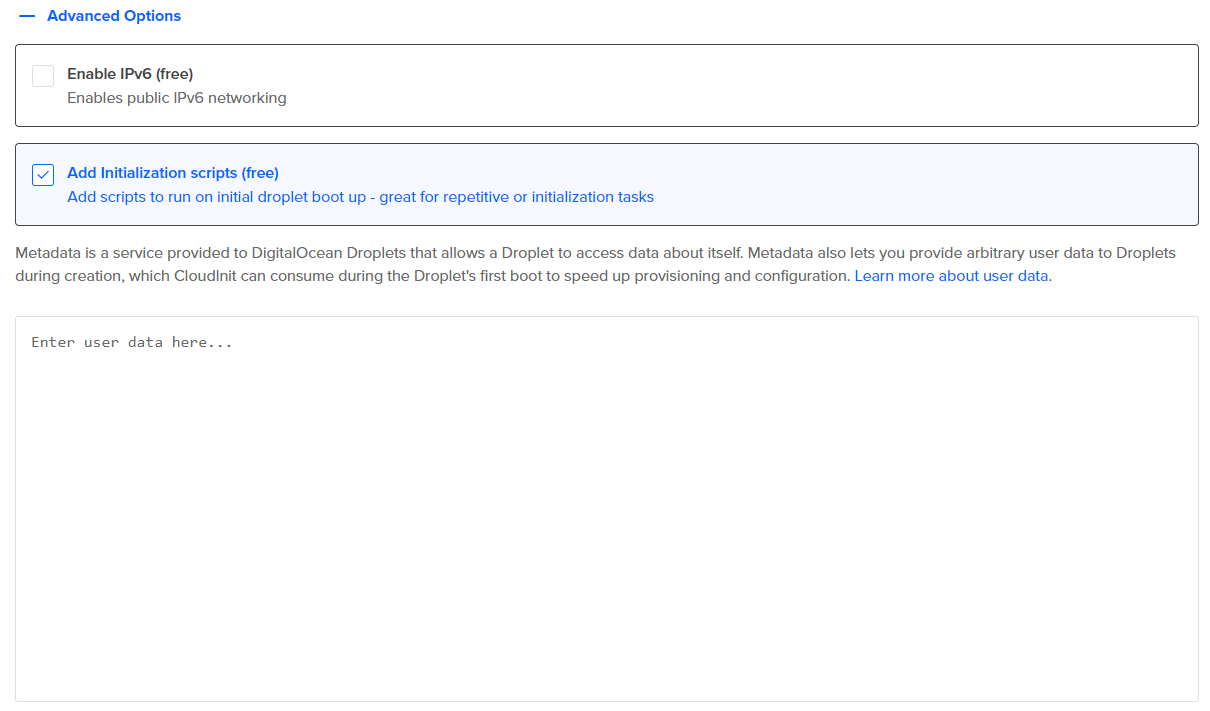 Advanced Options
Enable IPv6 (free)
Enables public IPv6 networking
Add Initialization scripts (free)
Add scripts to run on initial droplet boot up - great for repetitive or initialization tasks
Metadata is a service provided to DigitalOcean Droplets that allows a Droplet to access data about itself. Metadata also lets you provide arbitrary user data to Droplets
during creation, which CloudInit can consume during the Droplet's first boot to speed up provisioning and configuration. Learn more about user data.
Enter user data here...